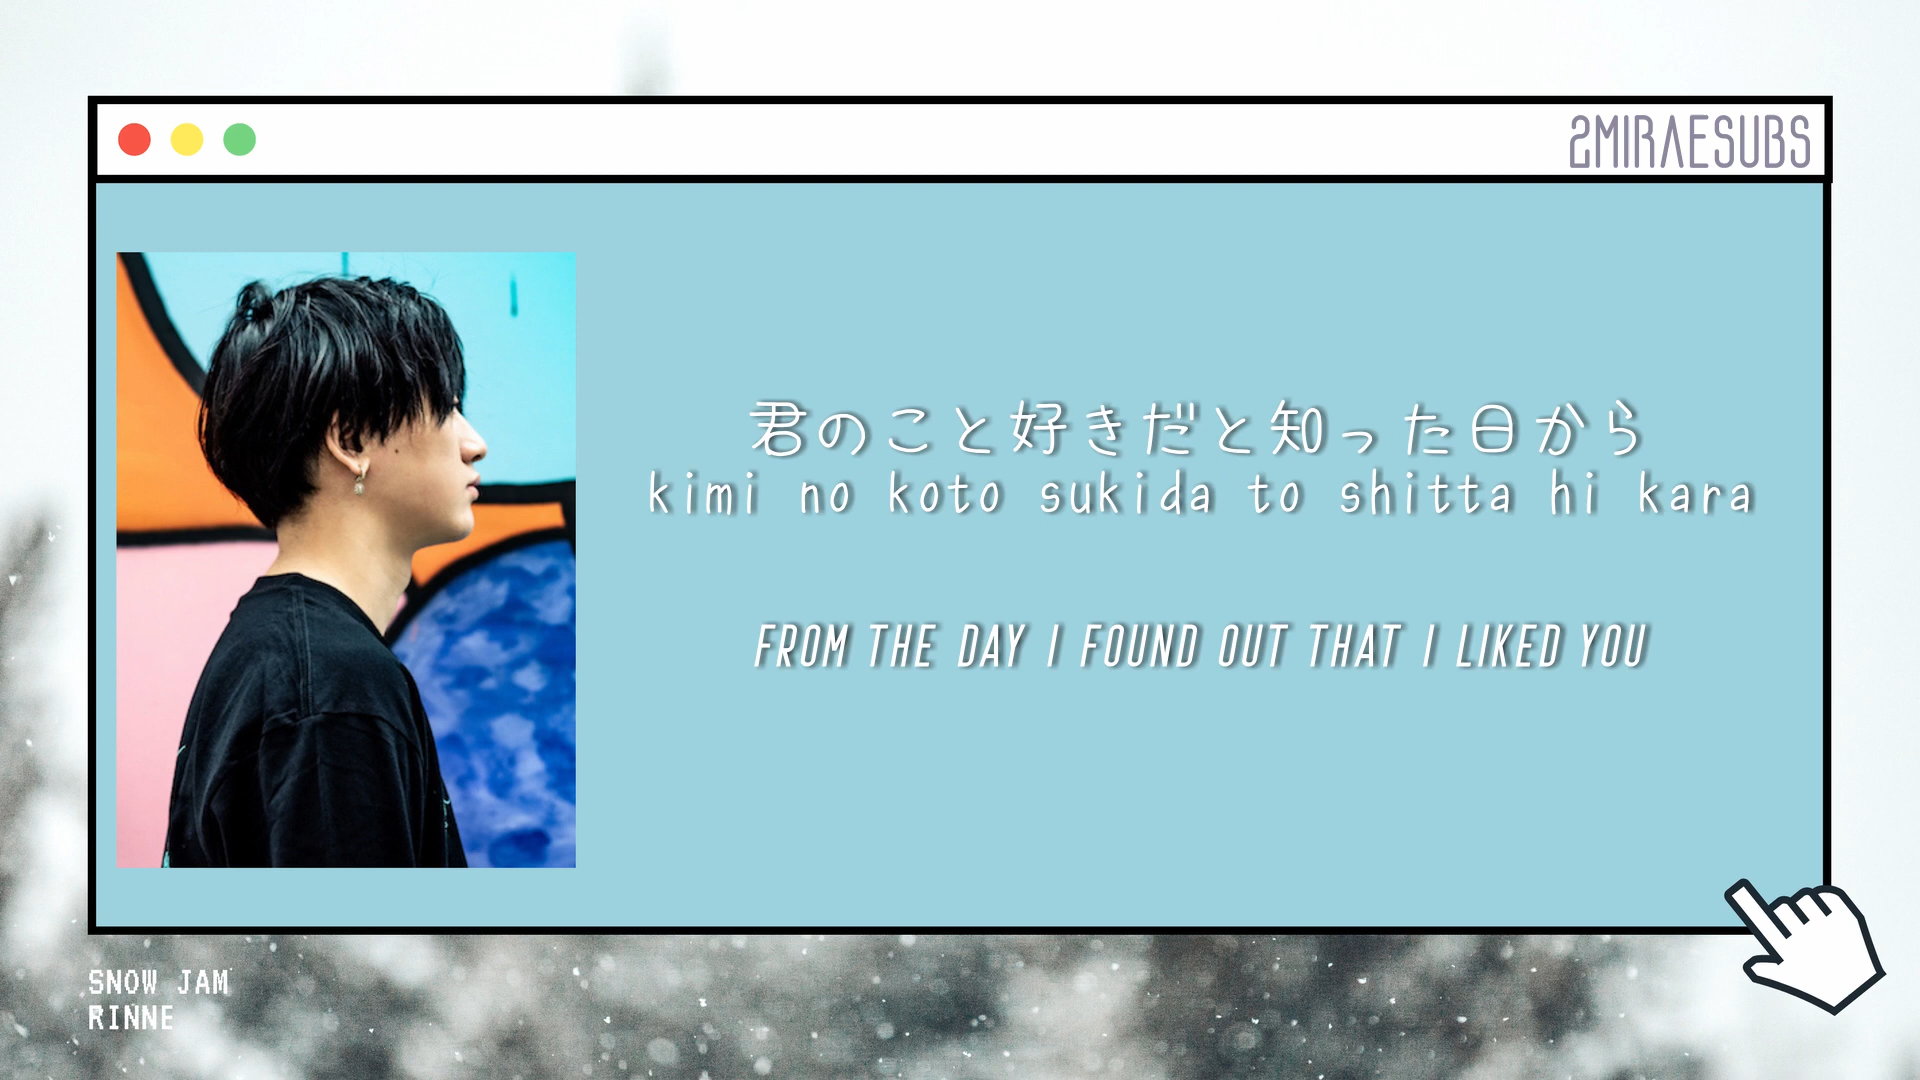 2MIRAESUBS
君のこと好きだと知った日から
kimi no koto sukida to shitta hi kara
FROM THE DAY I FOUND OUT THAT I LIKED YOU
SNOW JAM
RINNE